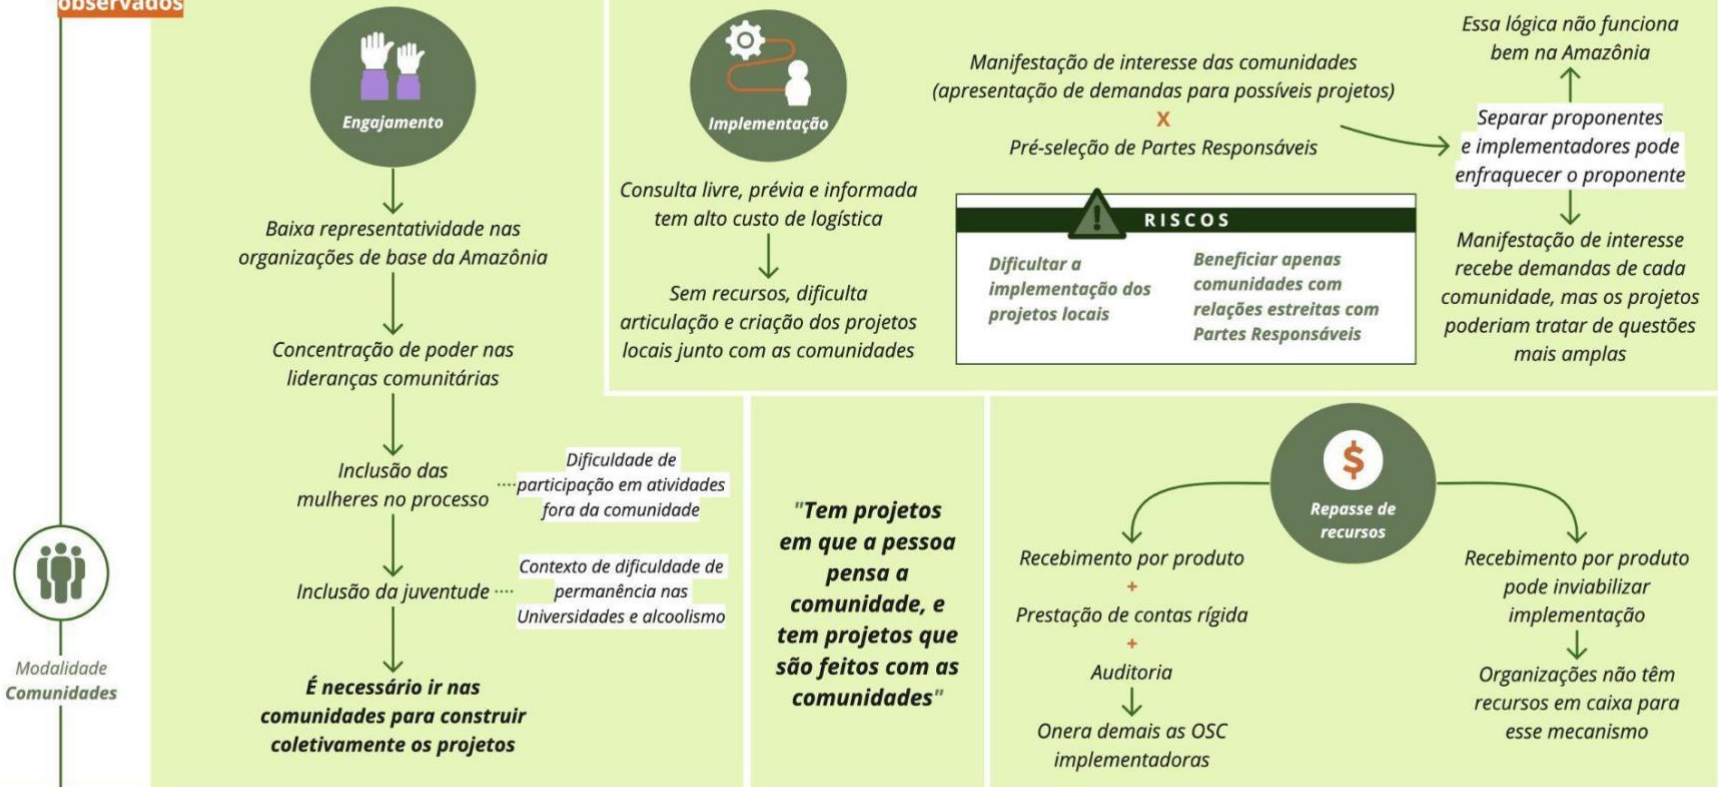 observados
Modalidade
Comunidades
Engajamento
Baixa representatividade nas
organizações de base da Amazônia
Concentração de poder nas
lideranças comunitárias
Inclusão das
mulheres no processo
Dificuldade de
participação em atividades
fora da comunidade
Inclusão da juventude
Contexto de dificuldade de
permanência nas
Universidades e alcoolismo
É necessário ir nas
comunidades para construir
coletivamente os projetos
Implementação
Consulta livre, prévia e informada
tem alto custo de logística
Sem recursos, dificulta
articulação e criação dos projetos
locais junto com as comunidades
Manifestação de interesse das comunidades
(apresentação de demandas para possíveis projetos)
X
Pré-seleção de Partes Responsáveis
Essa lógica não funciona
bem na Amazônia
Separar proponentes
e implementadores pode
enfraquecer o proponente
Manifestação de interesse
recebe demandas de cada
comunidade, mas os projetos
poderiam tratar de questões
mais amplas
! RISCOS
Dificultar a
implementação dos
projetos locais
Beneficiar apenas
comunidades com
relações estreitas com
Partes Responsáveis
"Tem projetos
em que a pessoa
pensa a
comunidade, e
tem projetos que
são feitos com as
comunidades"
$
Repasse de
recursos
Recebimento por produto
+
Prestação de contas rígida
+
Auditoria
Onera demais as OSC
implementadoras
Recebimento por produto
pode inviabilizar
implementação
Organizações não têm
recursos em caixa para
esse mecanismo